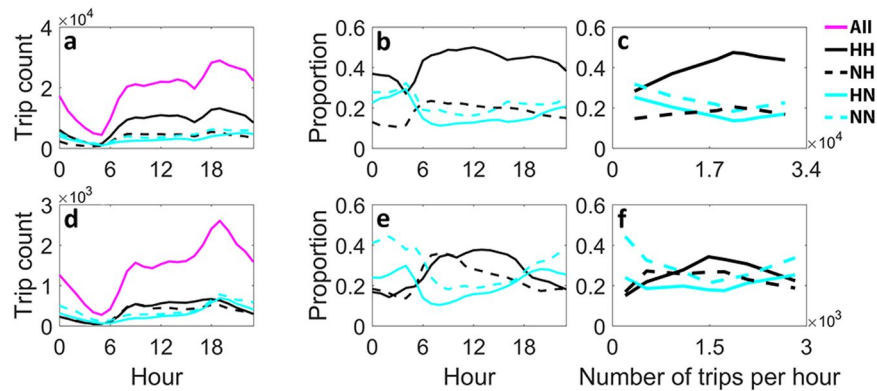 ×10⁴
a
Trip count
4
2
0
0
6
12
18
b
Proportion
0.6
0.4
0.2
0
0
6
12
18
c
0.6
0.4
0.2
0
0
1.7
3.4
×10⁴
All
HH
NH
HN
NN
×10³
d
Trip count
3
2
1
0
0
6
12
18
Hour
e
Proportion
0.6
0.4
0.2
0
0
6
12
18
Hour
f
0.6
0.4
0.2
0
0
1.5
3
×10³
Number of trips per hour